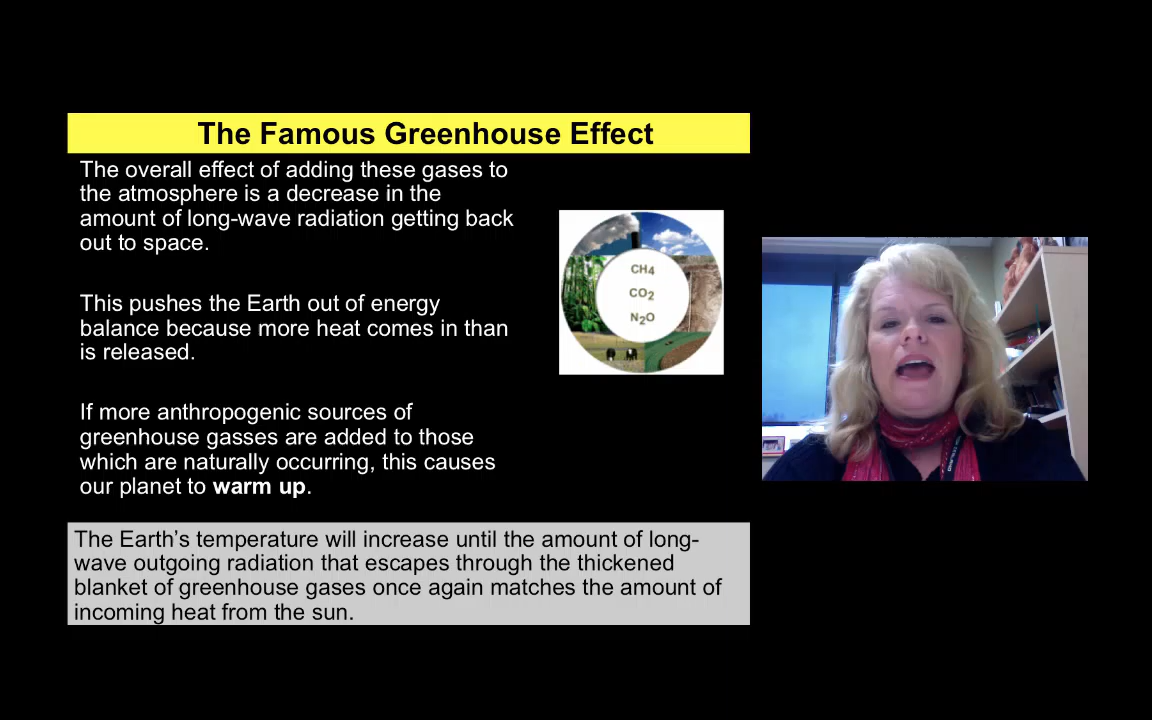 The Famous Greenhouse Effect
The overall effect of adding these gases to
the atmosphere is a decrease in the
amount of long-wave radiation getting back
out to space.
This pushes the Earth out of energy
balance because more heat comes in than
is released.
If more anthropogenic sources of
greenhouse gasses are added to those
which are naturally occurring, this causes
our planet to warm up.
CH4
CO2
N2O
The Earth’s temperature will increase until the amount of long-
wave outgoing radiation that escapes through the thickened
blanket of greenhouse gases once again matches the amount of
incoming heat from the sun.